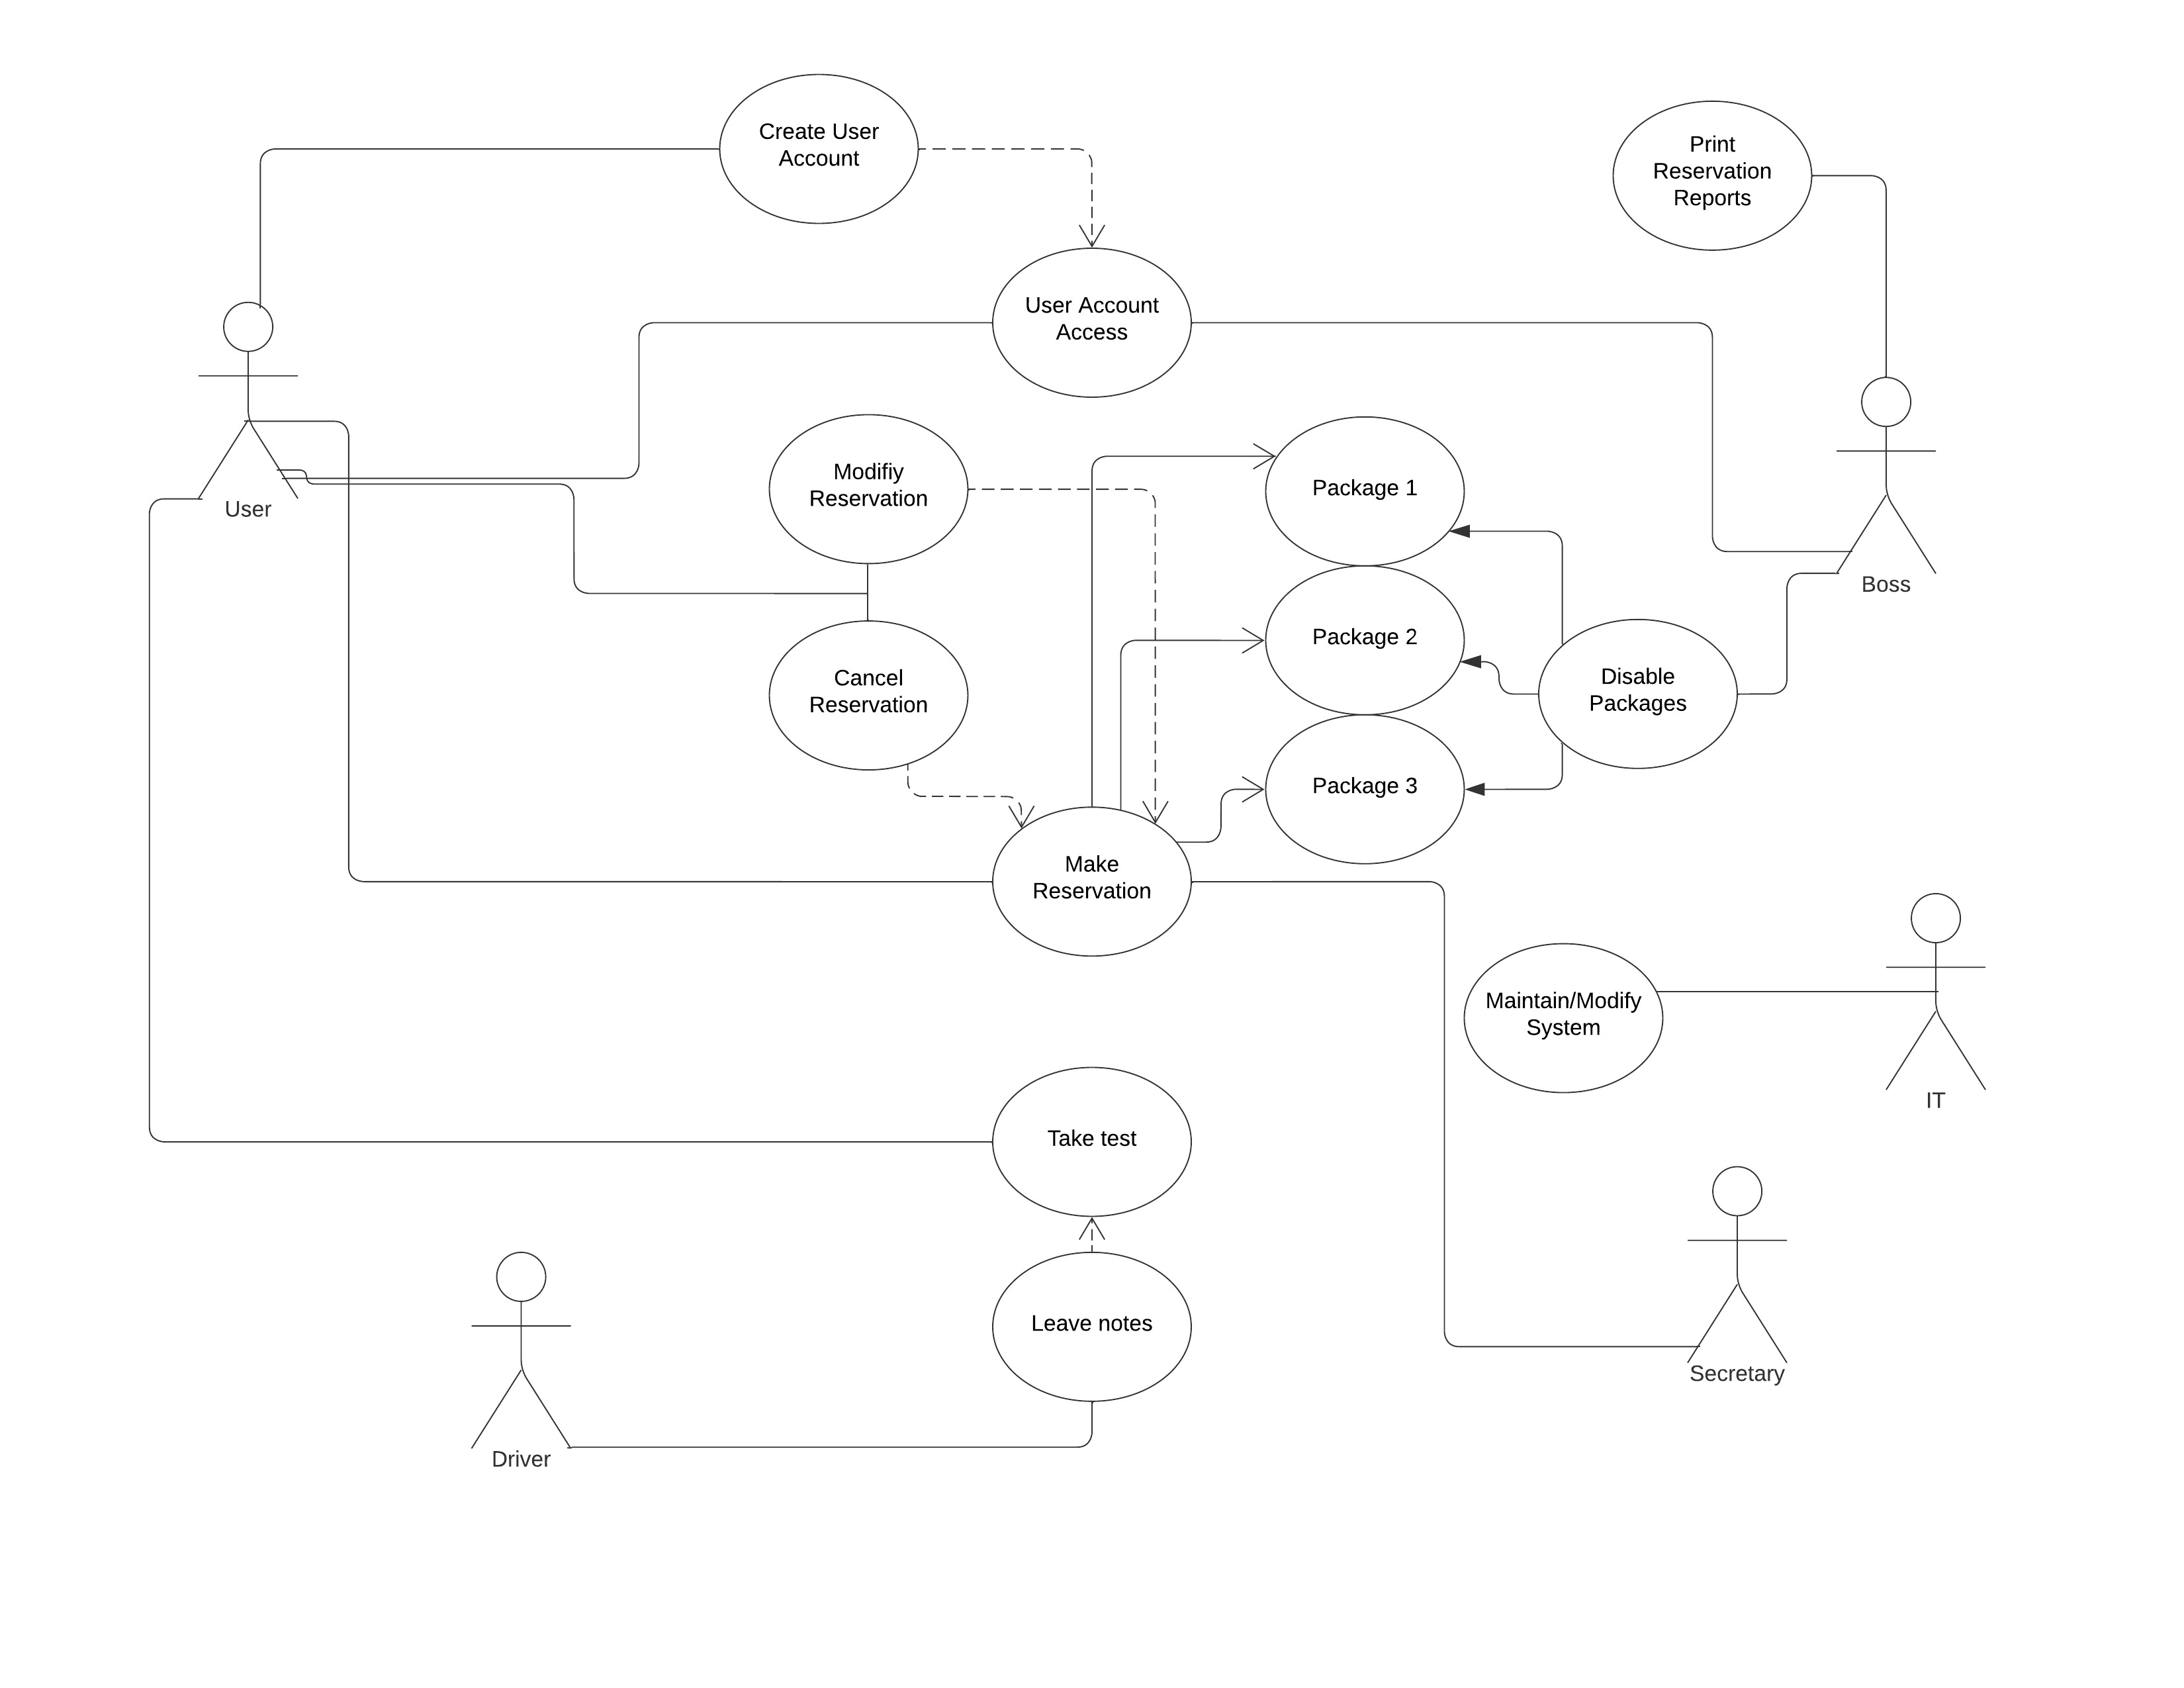 Create User
Account
Print
Reservation
Reports
User Account
Access
User
Modifiy
Reservation
Package 1
Boss
Package 2
Cancel
Reservation
Disable
Packages
Package 3
Make
Reservation
Maintain/Modify
System
IT
Take test
Leave notes
Secretary
Driver